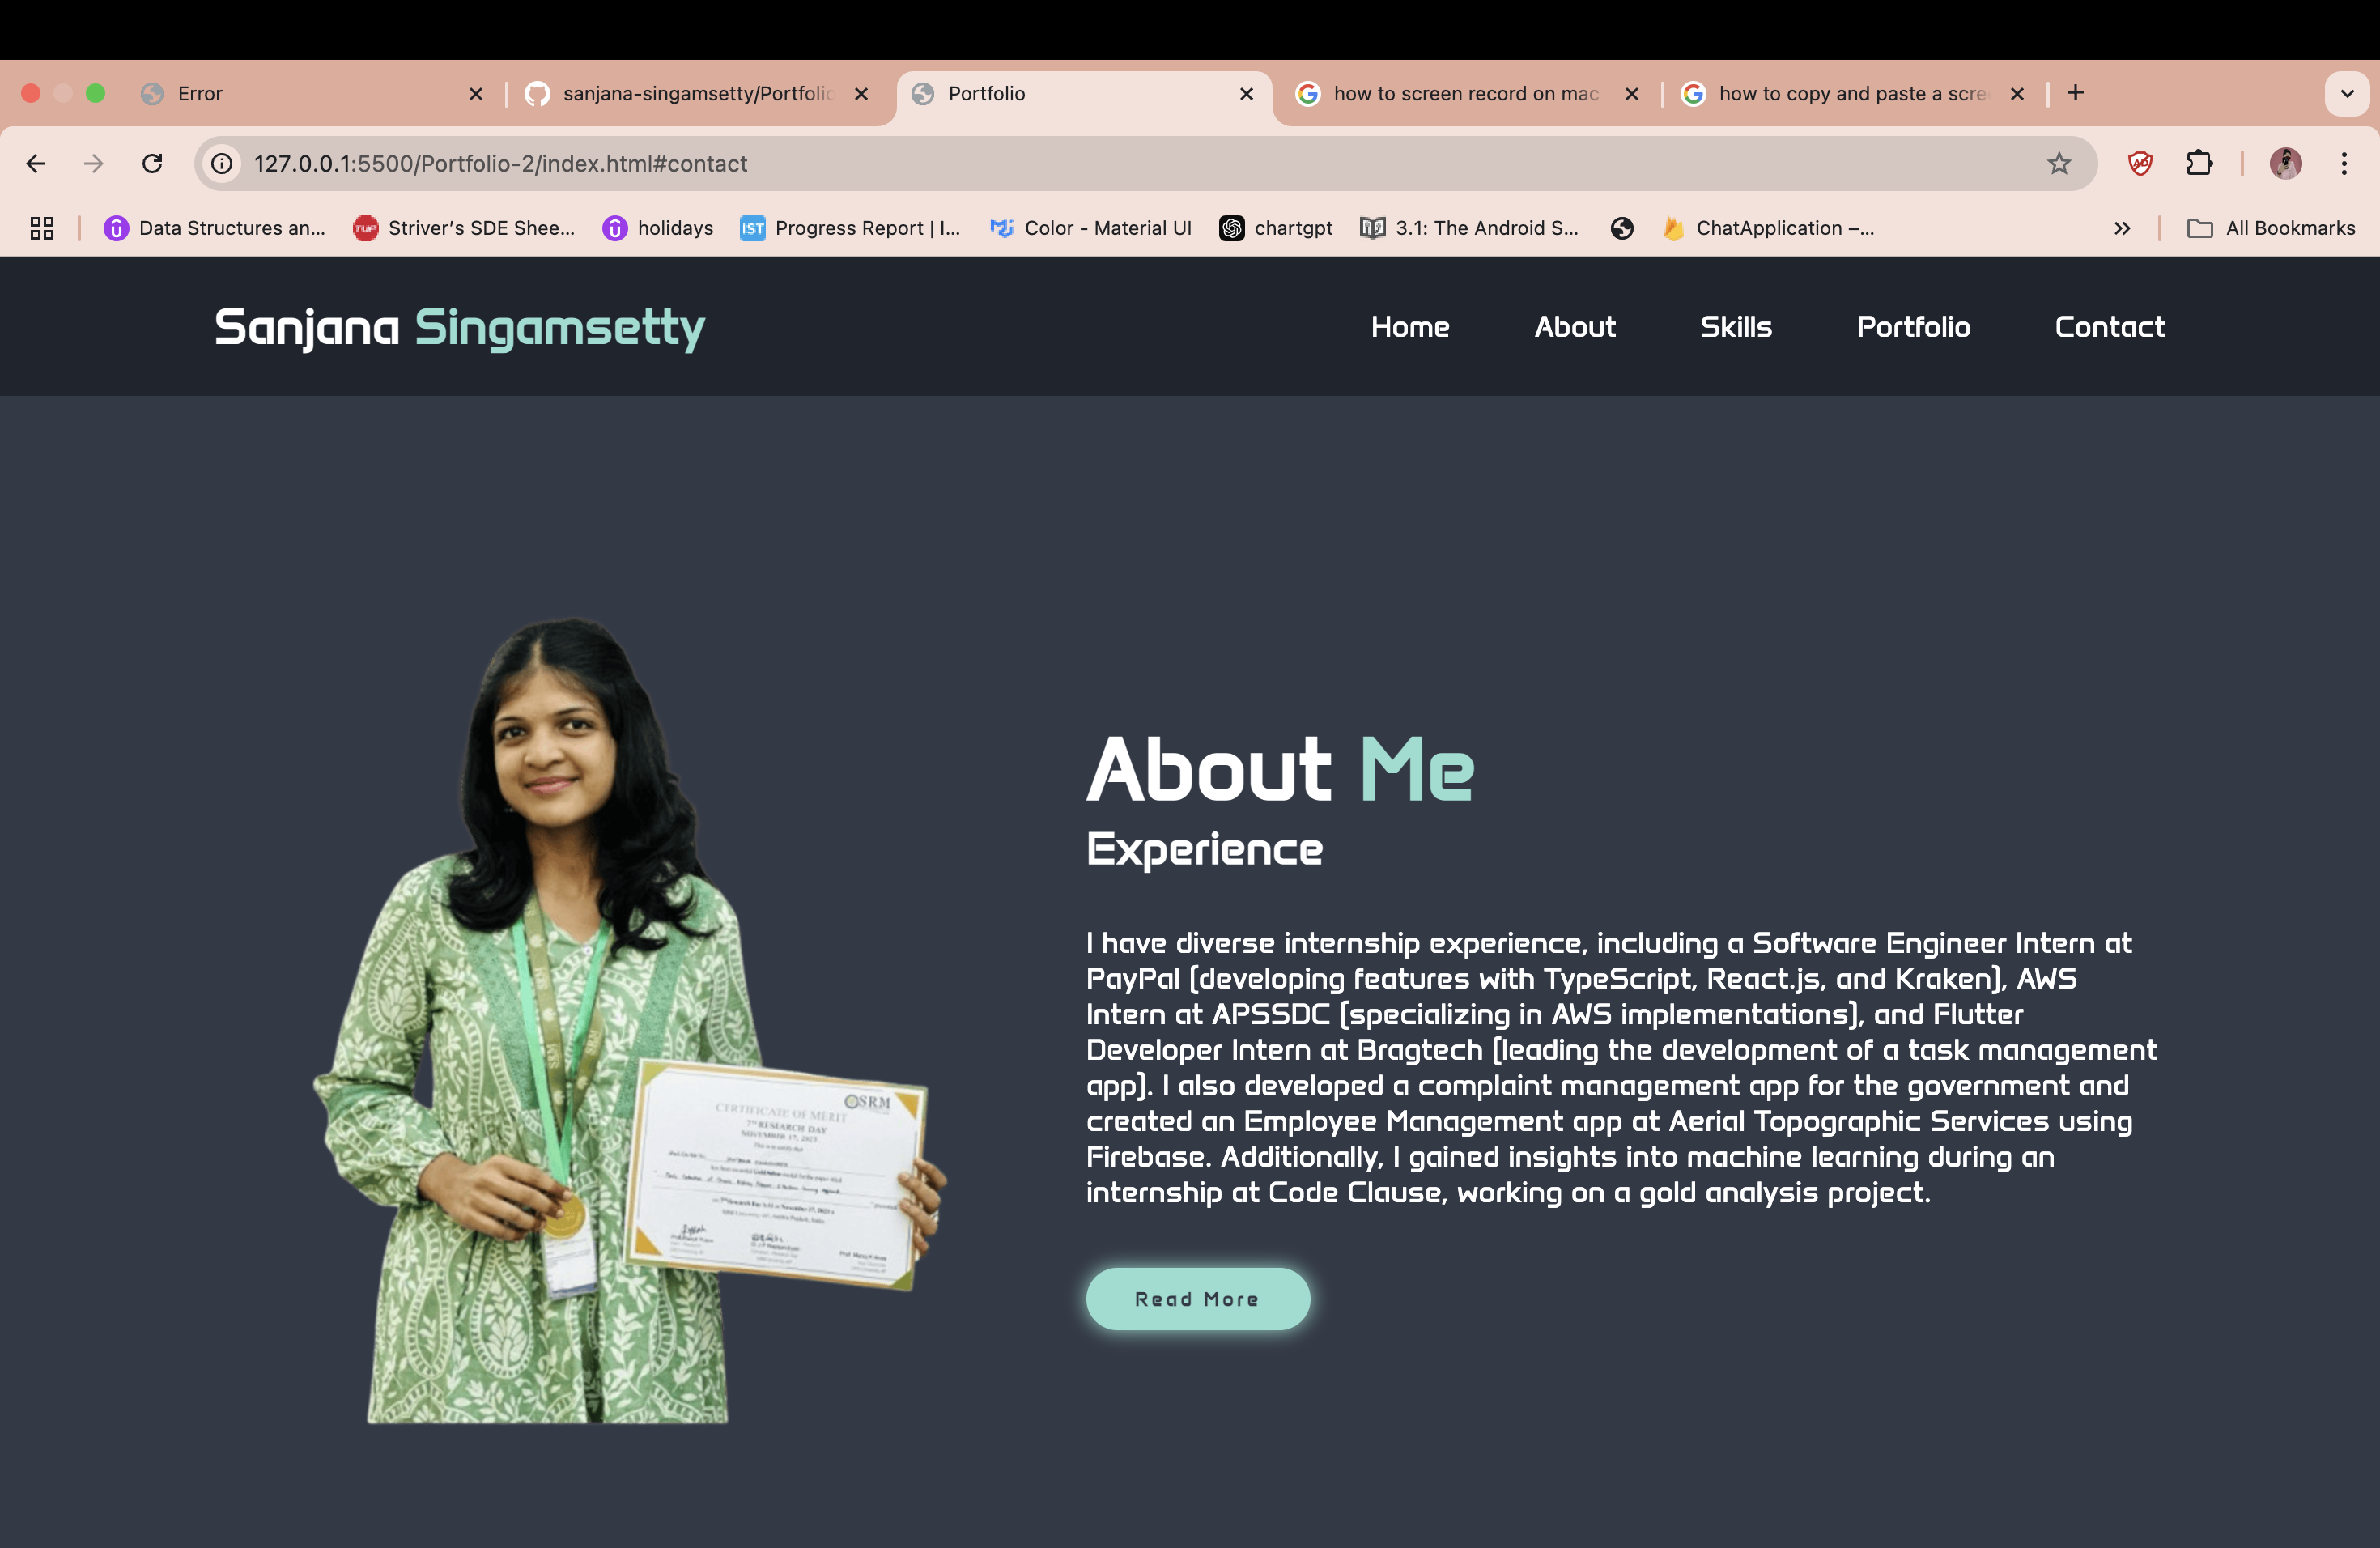 Error
sanjana-singamsetty/Portfolio
Portfolio
how to screen record on mac
how to copy and paste a scre
127.0.0.1:5500/Portfolio-2/index.html#contact
Data Structures an...
Striver's SDE Shee...
holidays
IST
Progress Report | I...
Color - Material UI
chartgpt
3.1: The Android S...
ChatApplication –...
All Bookmarks
Sanjana Singamsetty
Home
About
Skills
Portfolio
Contact
About Me
Experience
I have diverse internship experience, including a Software Engineer Intern at
PayPal (developing features with TypeScript, React.js, and Kraken), AWS
Intern at APSSDC (specializing in AWS implementations), and Flutter
Developer Intern at Bragtech (leading the development of a task management
app). I also developed a complaint management app for the government and
created an Employee Management app at Aerial Topographic Services using
Firebase. Additionally, I gained insights into machine learning during an
internship at Code Clause, working on a gold analysis project.
Read More
SRM
CERTIFICATE OF MERIT
7th RESEARCH DAY
NOVEMBER 17, 2023